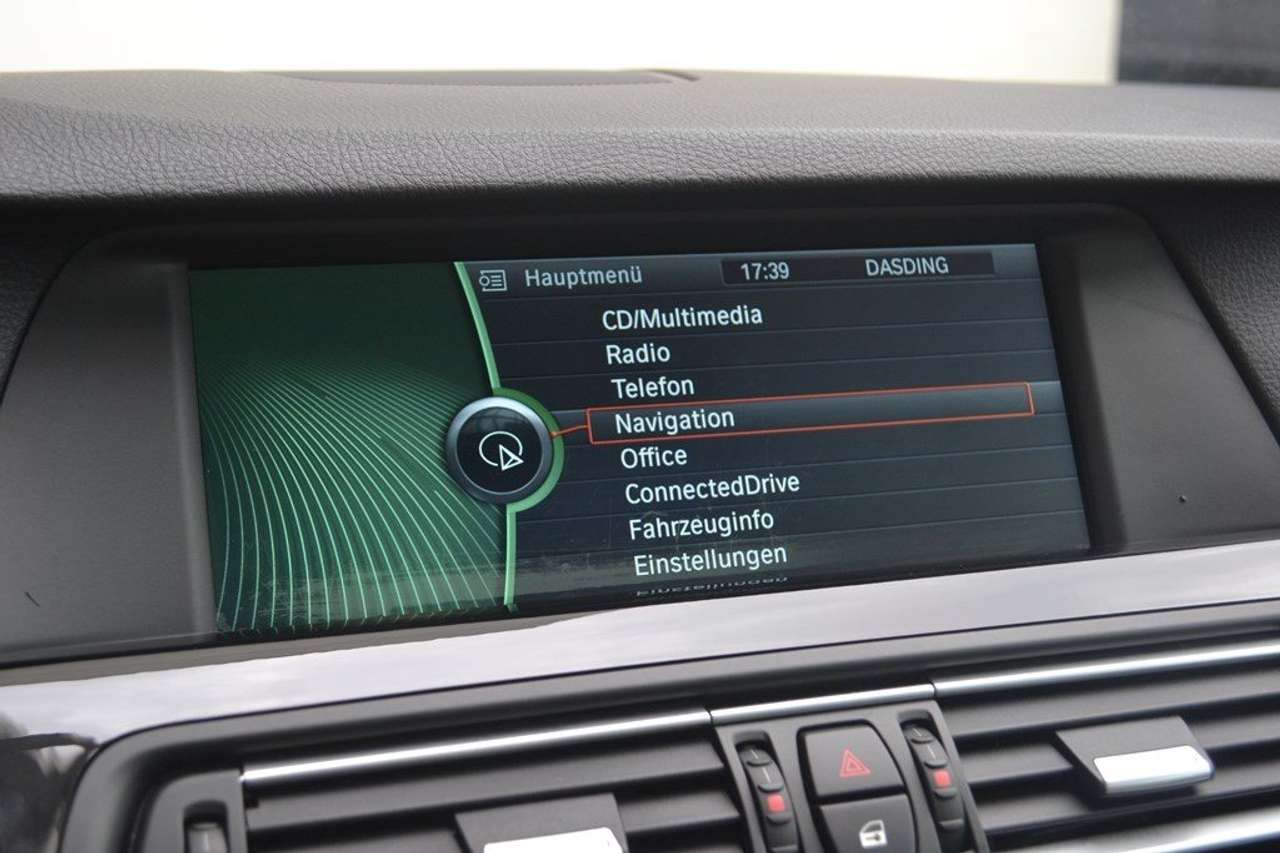 Hauptmenü 17:39 DASDING
CD/Multimedia
Radio
Telefon
Navigation
Office
ConnectedDrive
Fahrzeuginfo
Einstellungen